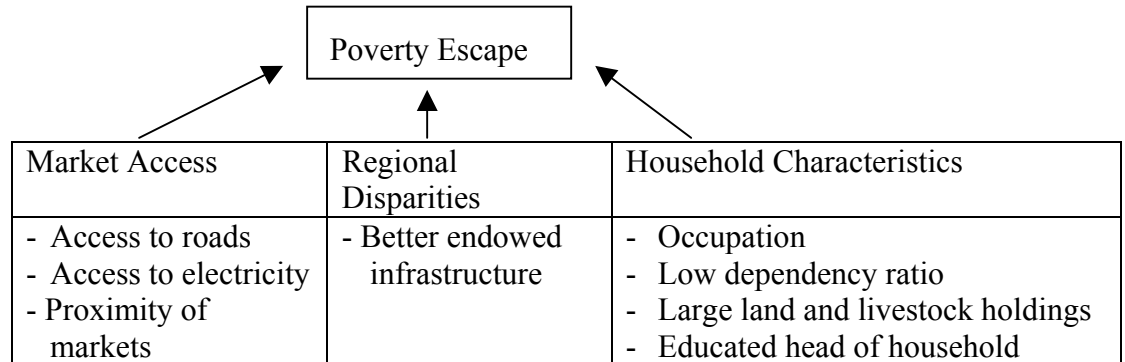 Poverty Escape
Market Access
Regional
Disparities
Household Characteristics
- Access to roads
- Access to electricity
- Proximity of
markets
- Better endowed
infrastructure
- Occupation
- Low dependency ratio
- Large land and livestock holdings
- Educated head of household